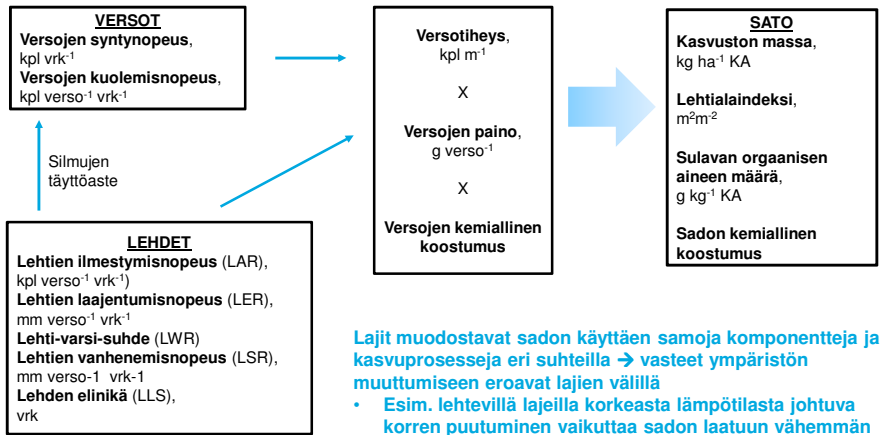 VERSOT
Versojen syntynopeus,
kpl vrk-1
Versojen kuolemisnopeus,
kpl verso-1 vrk-1
Silmujen
täyttöaste
LEHDET
Lehtien ilmestymisnopeus (LAR),
kpl verso-1 vrk-1)
Lehtien laajentumisnopeus (LER),
mm verso-1 vrk-1
Lehti-varsi-suhde (LWR)
Lehtien vanhenemisnopeus (LSR),
mm verso-1 vrk-1
Lehden elinikä (LLS),
vrk
Versotiheys,
kpl m-1
X
Versojen paino,
g verso-1
X
Versojen kemiallinen
koostumus
SATO
Kasvuston massa,
kg ha-1 KA
Lehtialaindeksi,
m2m-2
Sulavan orgaanisen
aineen määrä,
g kg-1 KA
Sadon kemiallinen
koostumus
Lajit muodostavat sadon käyttäen samoja komponentteja ja
kasvuprosesseja eri suhteilla → vasteet ympäristön
muuttumiseen eroavat lajien välillä
• Esim. lehtevillä lajeilla korkeasta lämpötilasta johtuva
korren puutuminen vaikuttaa sadon laatuun vähemmän